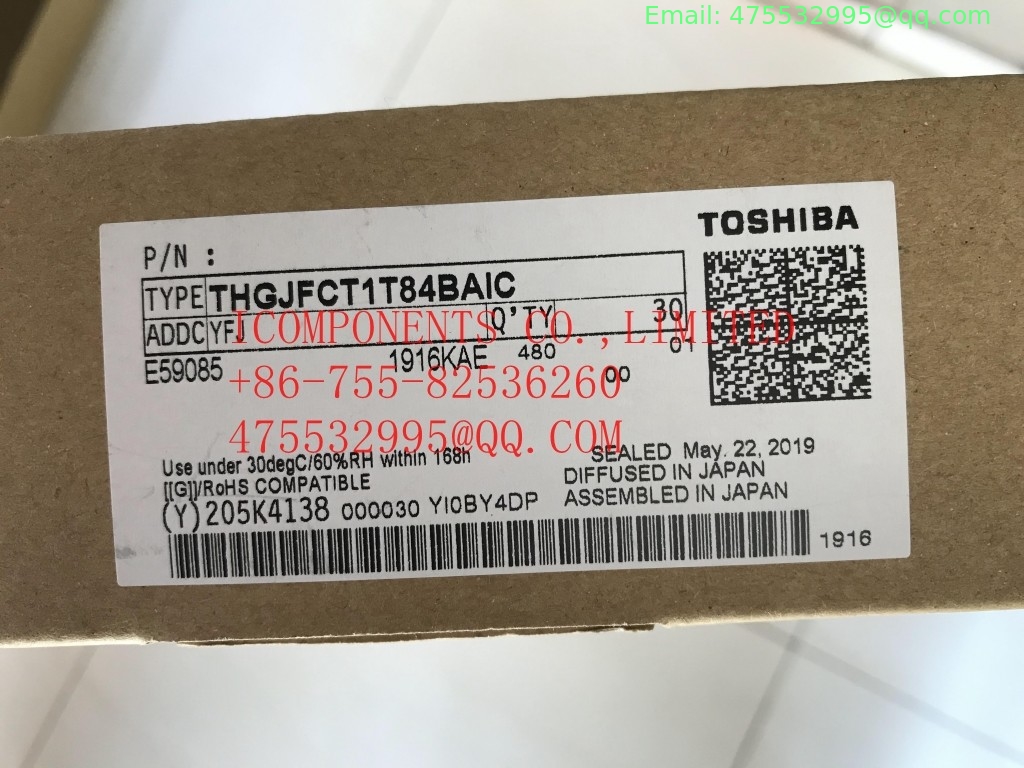 Email: 475532995@qq.com
TOSHIBA
P/N :
TYPE THGJFCT1T84BAIC
ADDC YFJ Q'TY 30
JCOMPONENTS CO.,LIMITED
E59085 1916KAE 480 01
00
+86-755-82536260
475532995@QQ.COM
Use under 30degC/60%RH within 168h
SEALED May. 22, 2019
[[G]]/RoHS COMPATIBLE
DIFFUSED IN JAPAN
ASSEMBLED IN JAPAN
(Y)205K4138 000030 YI0BY4DP
1916